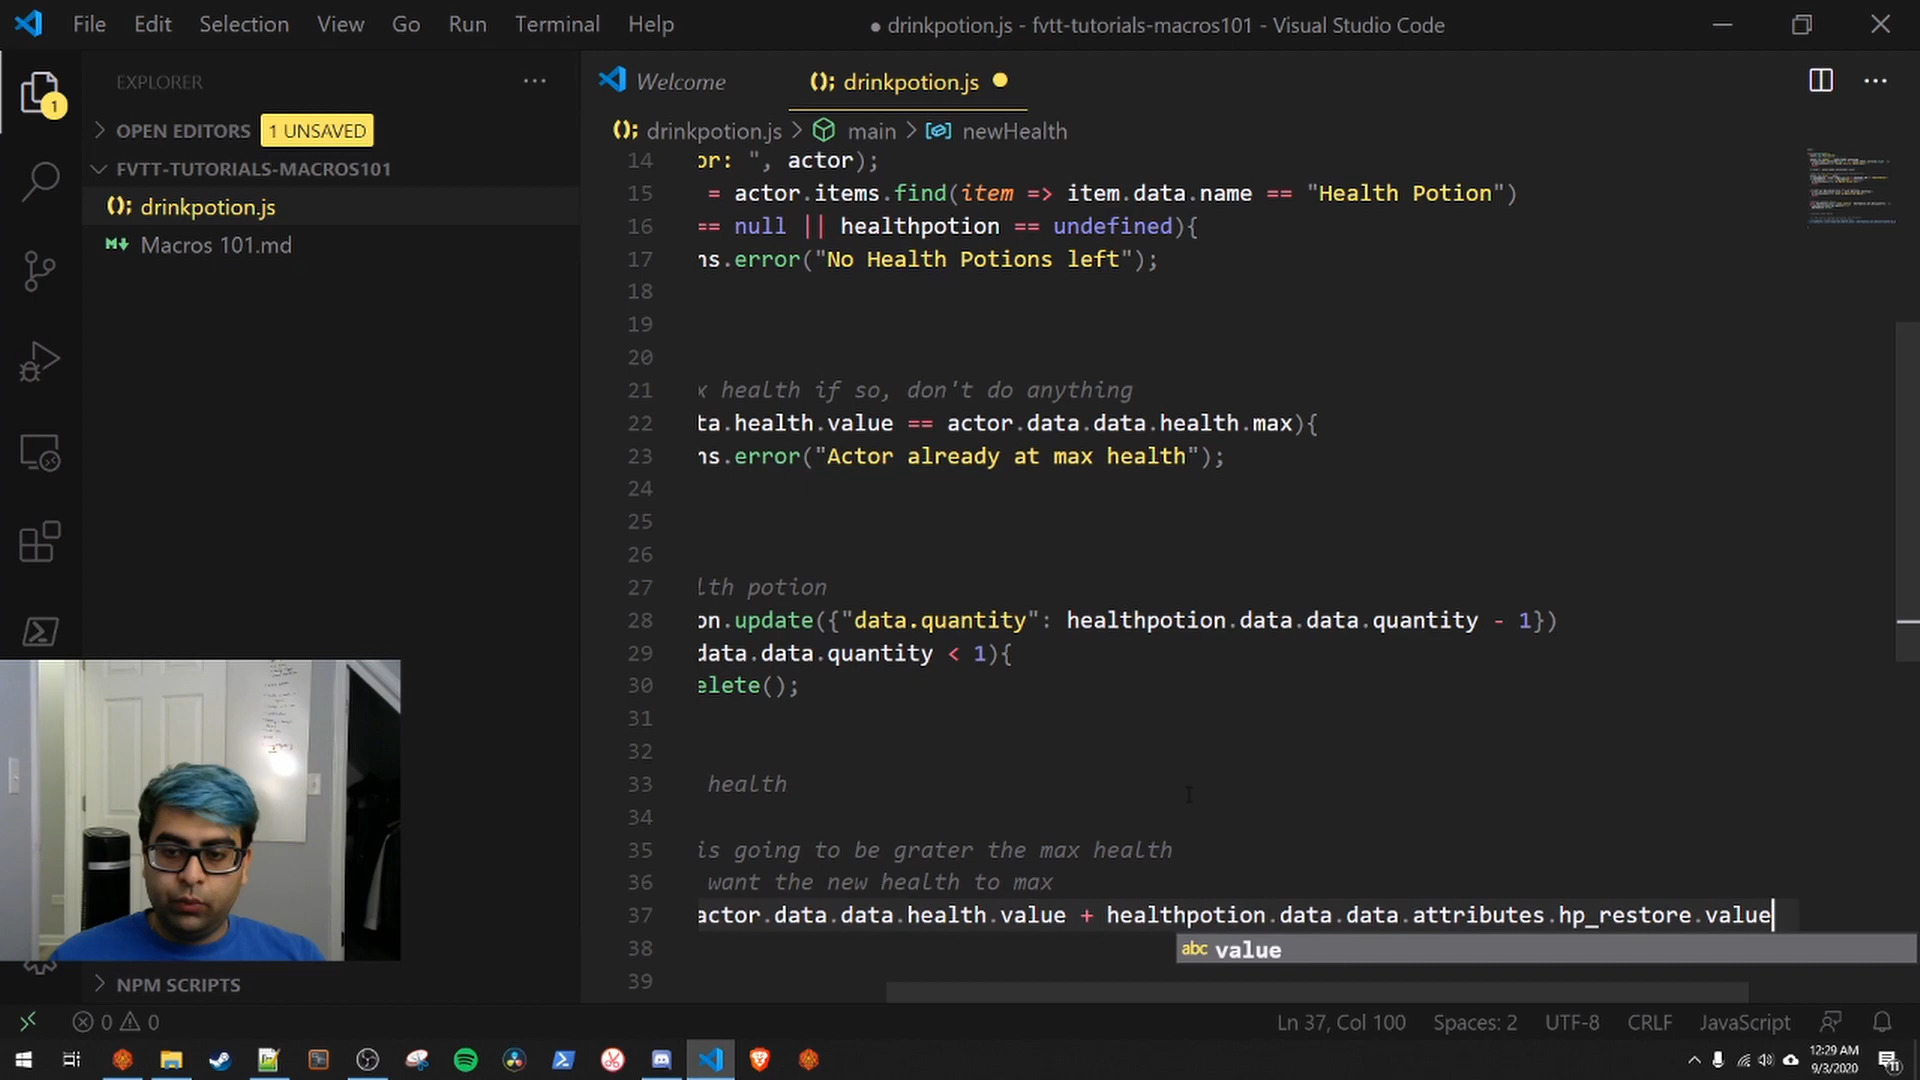 File Edit Selection View Go Run Terminal Help
● drinkpotion.js - fvtt-tutorials-macros101 - Visual Studio Code
EXPLORER
1
OPEN EDITORS 1 UNSAVED
FVTT-TUTORIALS-MACROS101
drinkpotion.js
Macros 101.md
NPM SCRIPTS
Welcome
drinkpotion.js
drinkpotion.js > main > newHealth
14 or: ", actor);
15 = actor.items.find(item => item.data.name == "Health Potion")
16 == null || healthpotion == undefined){
17 ns.error("No Health Potions left");
18
19
20
21 x health if so, don't do anything
22 ta.health.value == actor.data.data.health.max){
23 ns.error("Actor already at max health");
24
25
26
27 lth potion
28 on.update({"data.quantity": healthpotion.data.data.quantity - 1})
29 data.data.quantity < 1){
30 elete();
31
32
33 health
34
35 is going to be grater the max health
36 want the new health to max
37 actor.data.data.health.value + healthpotion.data.data.attributes.hp_restore.value
abc value
38
39
0 0
Ln 37, Col 100 Spaces: 2 UTF-8 CRLF JavaScript
12:29 AM
9/3/2020
11